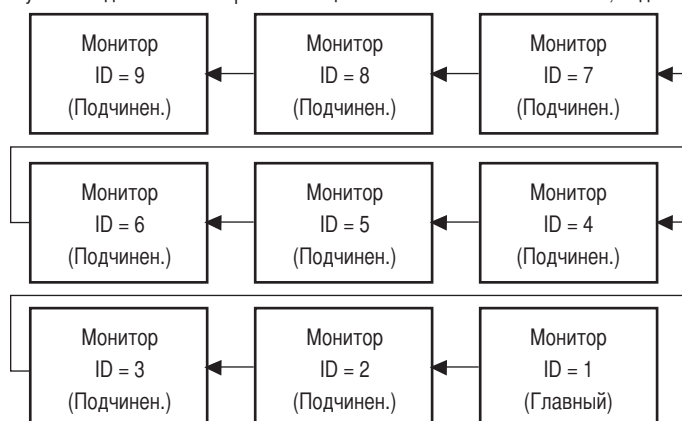 Монитор
ID = 9
(Подчинен.)
Монитор
ID = 8
(Подчинен.)
Монитор
ID = 7
(Подчинен.)
Монитор
ID = 6
(Подчинен.)
Монитор
ID = 5
(Подчинен.)
Монитор
ID = 4
(Подчинен.)
Монитор
ID = 3
(Подчинен.)
Монитор
ID = 2
(Подчинен.)
Монитор
ID = 1
(Главный)